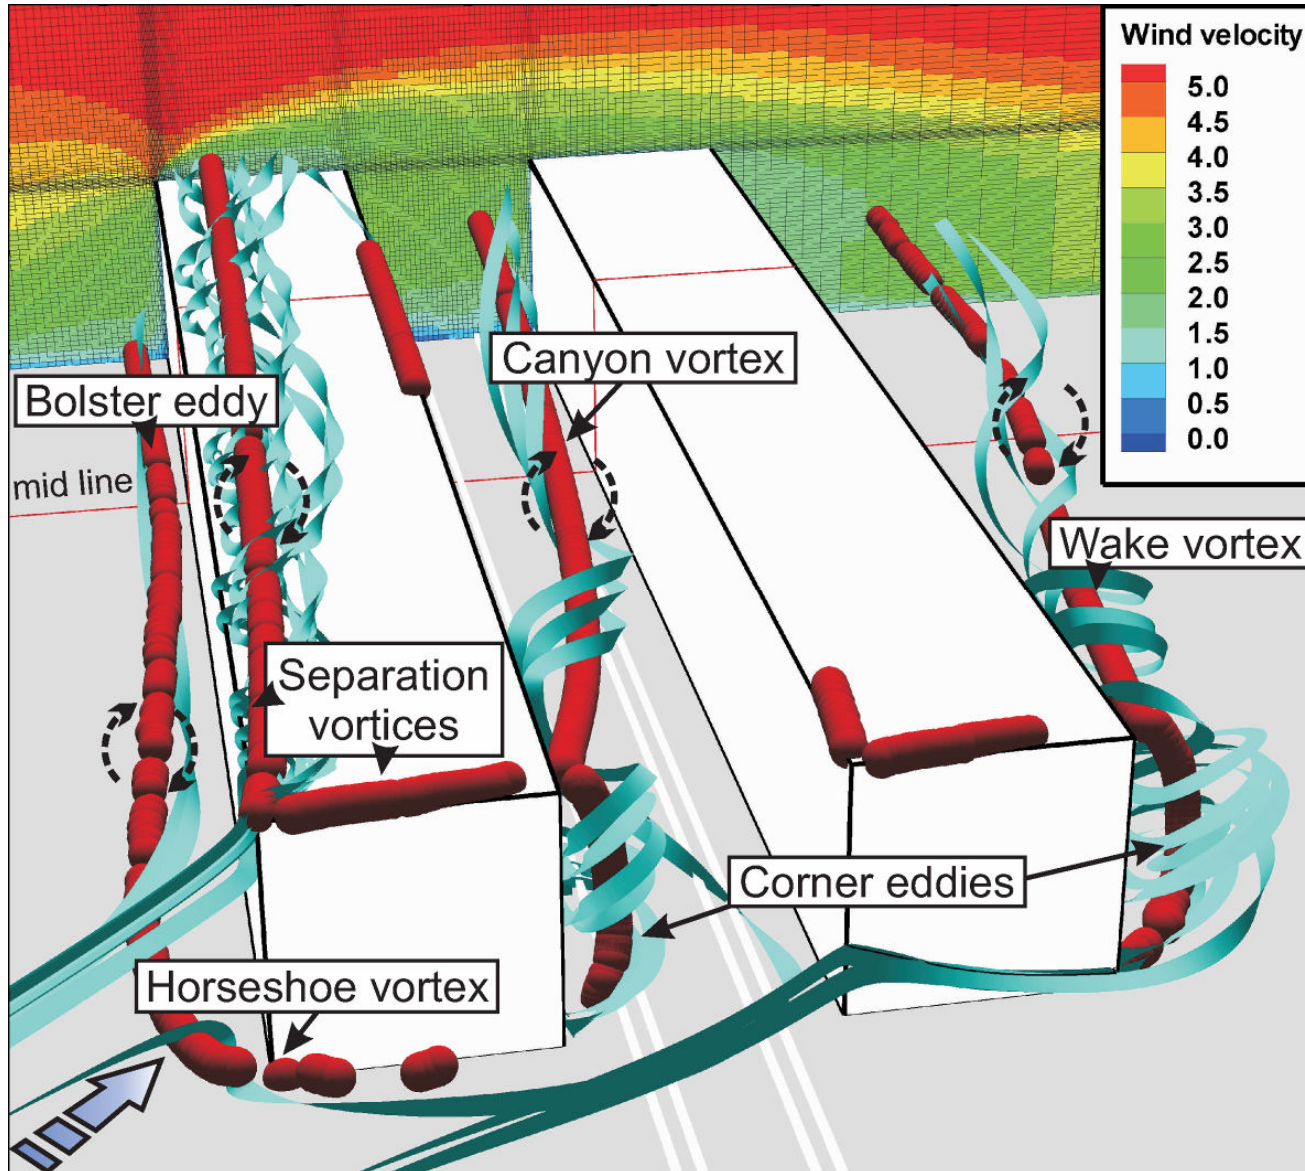 Wind velocity
5.0
4.5
4.0
3.5
3.0
2.5
2.0
1.5
1.0
0.5
0.0
Canyon vortex
Bolster eddy
mid line
Wake vortex
Separation
vortices
Corner eddies
Horseshoe vortex